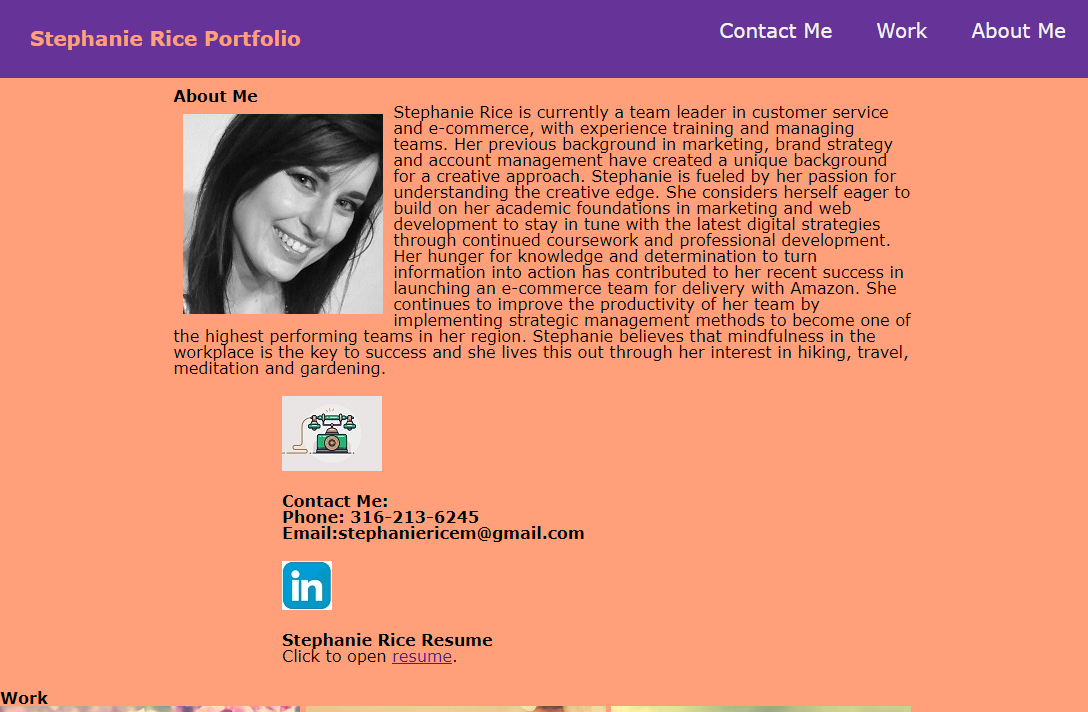 Stephanie Rice Portfolio
Contact Me Work About Me
About Me
Stephanie Rice is currently a team leader in customer service
and e-commerce, with experience training and managing
teams. Her previous background in marketing, brand strategy
and account management have created a unique background
for a creative approach. Stephanie is fueled by her passion for
understanding the creative edge. She considers herself eager to
build on her academic foundations in marketing and web
development to stay in tune with the latest digital strategies
through continued coursework and professional development.
Her hunger for knowledge and determination to turn
information into action has contributed to her recent success in
launching an e-commerce team for delivery with Amazon. She
continues to improve the productivity of her team by
implementing strategic management methods to become one of
the highest performing teams in her region. Stephanie believes that mindfulness in the
workplace is the key to success and she lives this out through her interest in hiking, travel,
meditation and gardening.
Contact Me:
Phone: 316-213-6245
Email:stephaniericem@gmail.com
in
Stephanie Rice Resume
Click to open resume.
Work